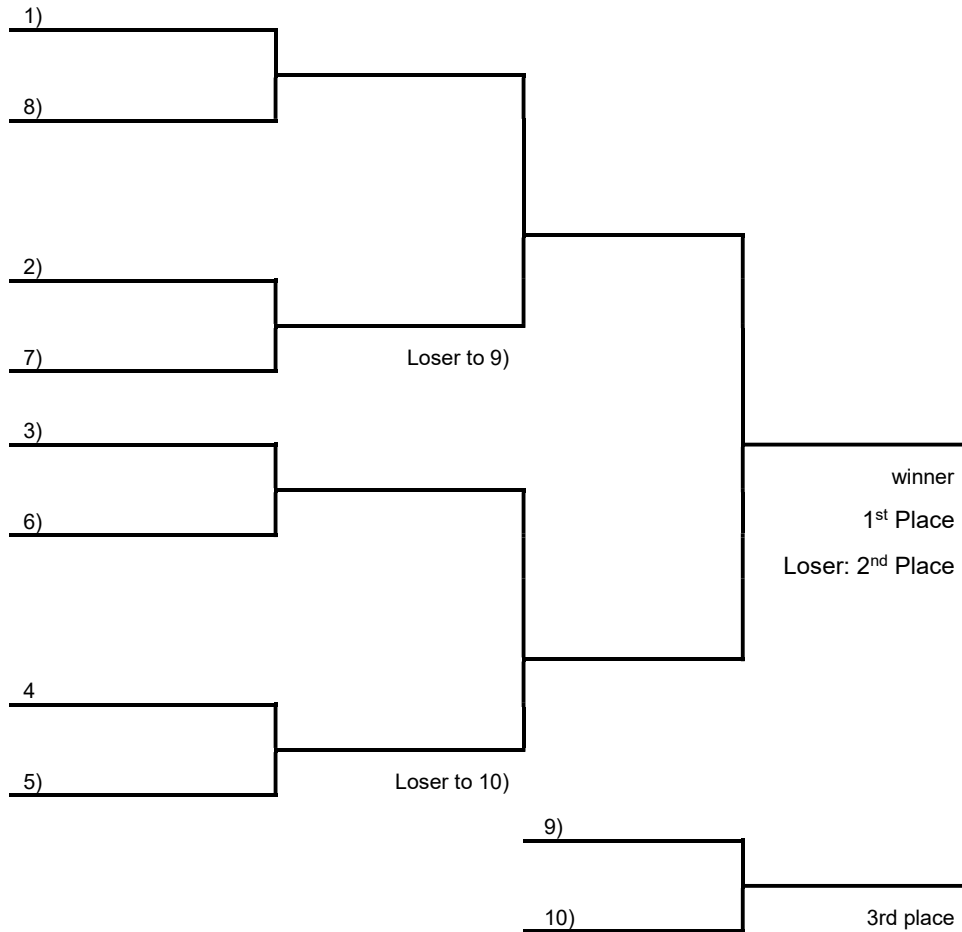 1)
8)
2)
7)
Loser to 9)
3)
6)
winner
1st Place
Loser: 2nd Place
4
5)
Loser to 10)
9)
10)
3rd place